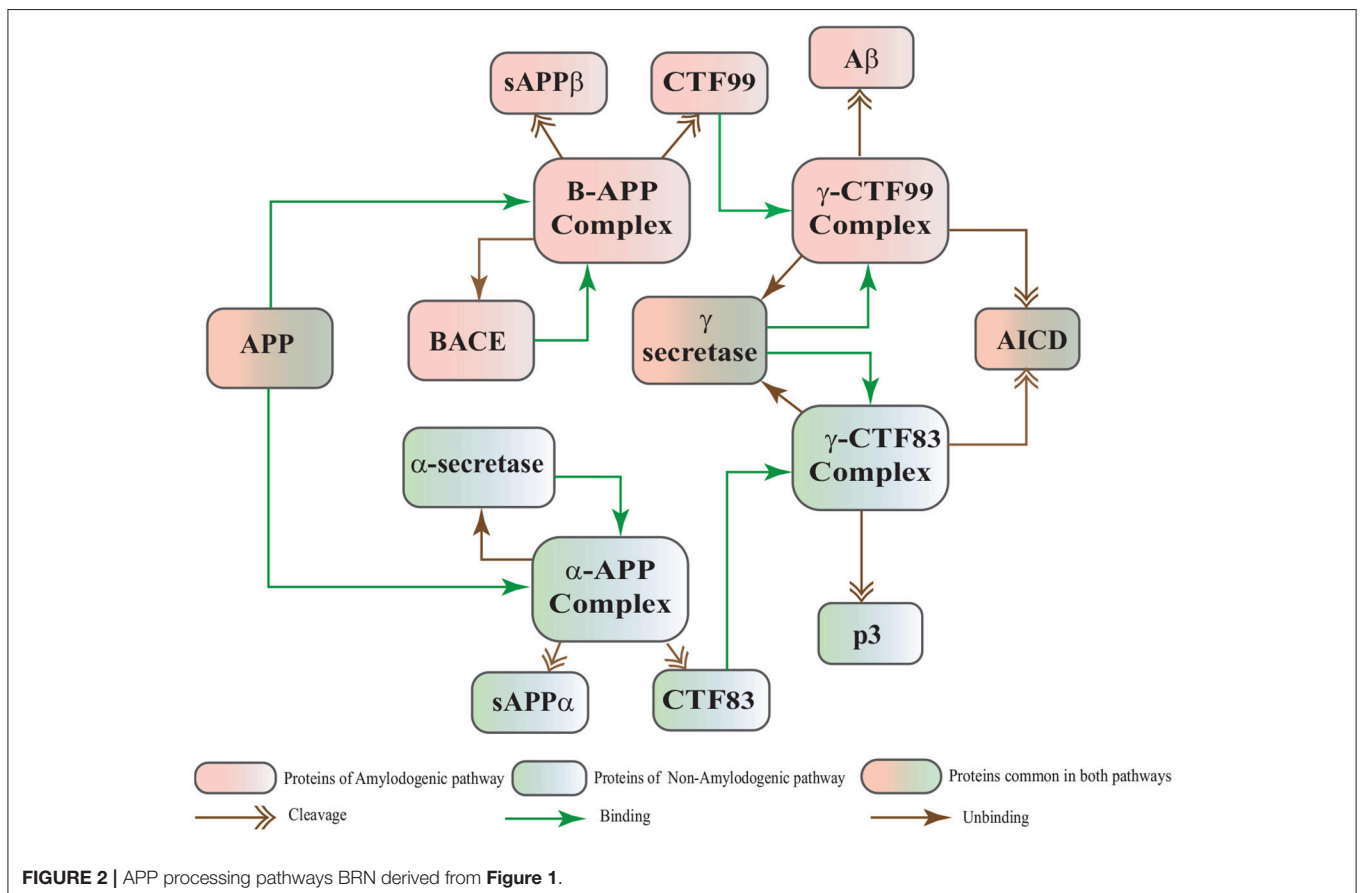 Aβ
sAPPβ
CTF99
B-APP
Complex
γ-CTF99
Complex
APP
BACE
γ
secretase
AICD
α-secretase
γ-CTF83
Complex
α-APP
Complex
p3
sAPPα
CTF83
Proteins of Amylodogenic pathway
Proteins of Non-Amylodogenic pathway
Proteins common in both pathways
Cleavage
Binding
Unbinding
FIGURE 2 | APP processing pathways BRN derived from Figure 1.